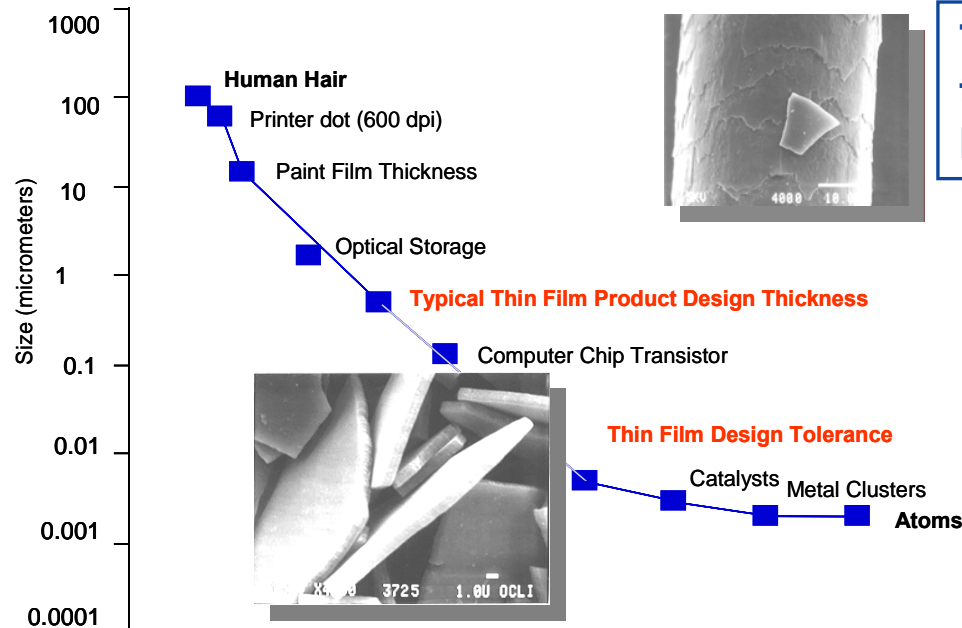 1000
Human Hair
100
Printer dot (600 dpi)
Paint Film Thickness
10
Optical Storage
1
Typical Thin Film Product Design Thickness
Size (micrometers)
Computer Chip Transistor
0.1
Thin Film Design Tolerance
0.01
Catalysts
Metal Clusters
Atoms
0.001
0.0001
4000 10.
3725 1.0U OCLI